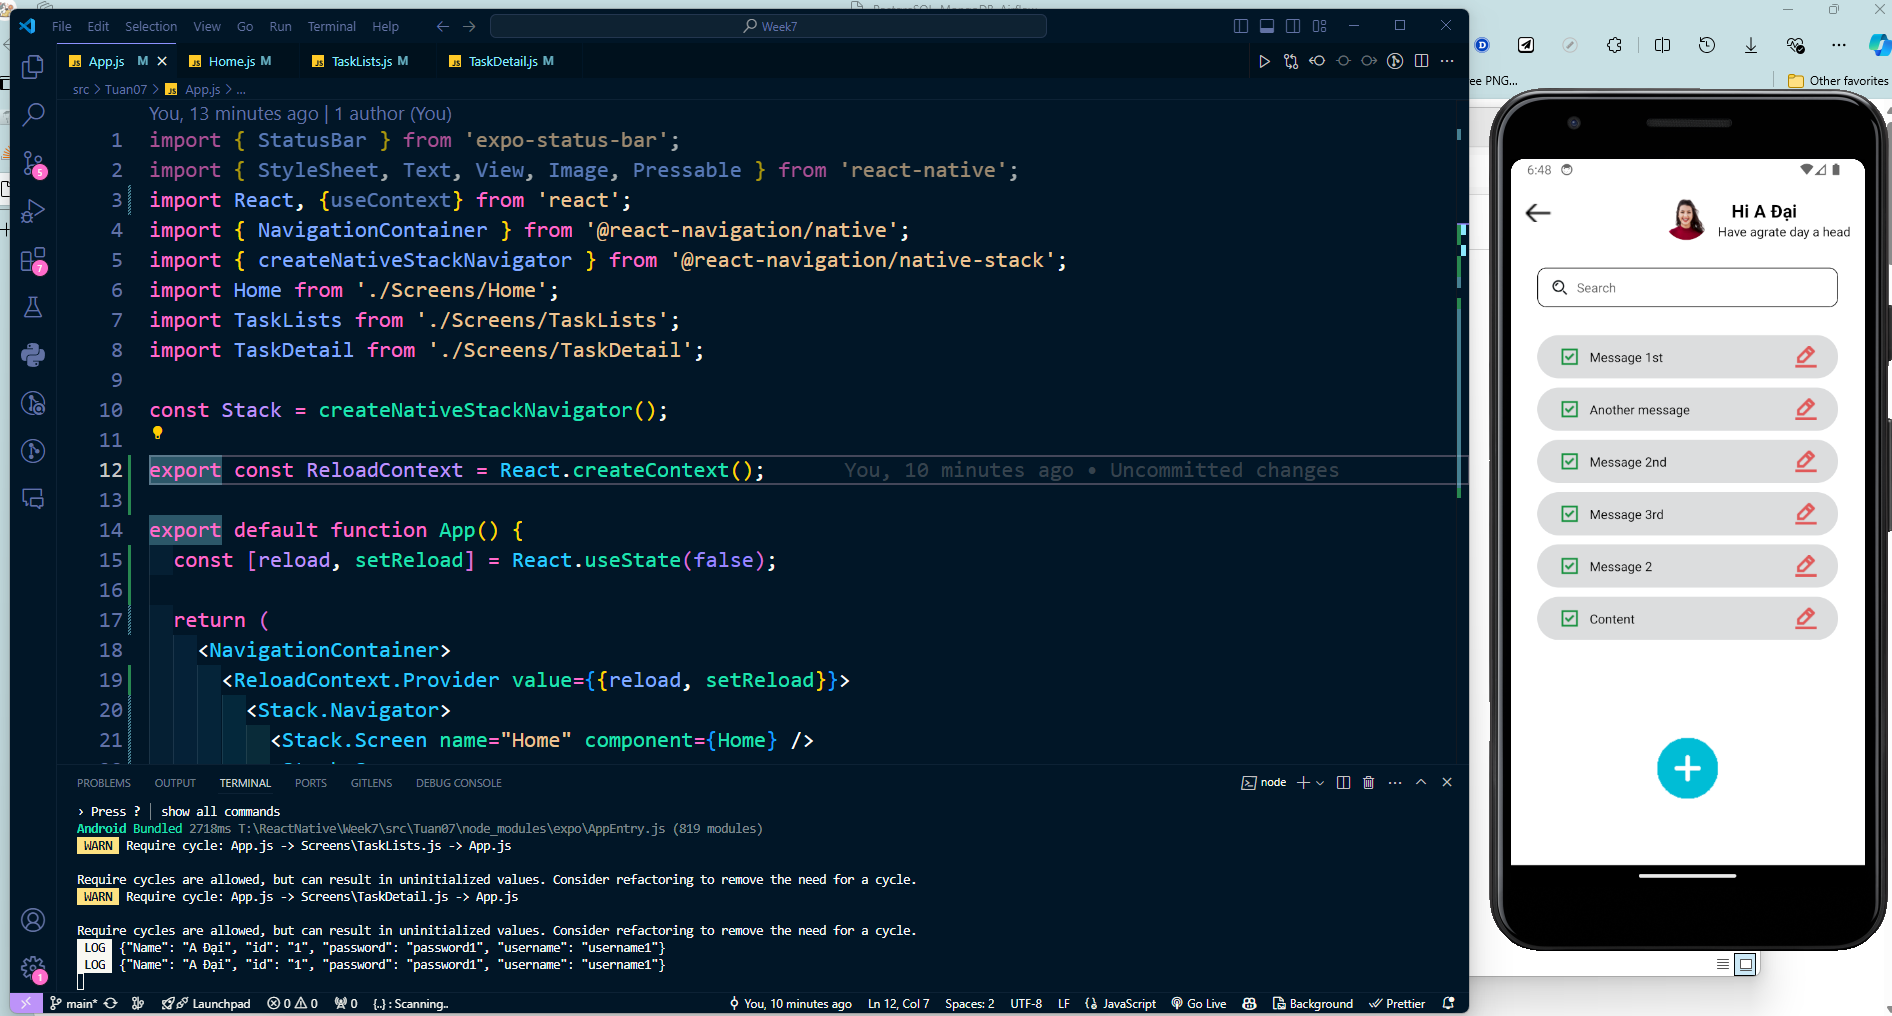 PostgreSQL, MongoDB, Airflow
File Edit Selection View Go Run Terminal Help
Week7
App.js M
Home.js M
TaskLists.js M
TaskDetail.js M
src > Tuan07 > App.js > ...
You, 13 minutes ago | 1 author (You)
1 import { StatusBar } from 'expo-status-bar';
2 import { StyleSheet, Text, View, Image, Pressable } from 'react-native';
3 import React, {useContext} from 'react';
4 import { NavigationContainer } from '@react-navigation/native';
5 import { createNativeStackNavigator } from '@react-navigation/native-stack';
6 import Home from './Screens/Home';
7 import TaskLists from './Screens/TaskLists';
8 import TaskDetail from './Screens/TaskDetail';
9
10 const Stack = createNativeStackNavigator();
11
12 export const ReloadContext = React.createContext(); You, 10 minutes ago • Uncommitted changes
13
14 export default function App() {
15 const [reload, setReload] = React.useState(false);
16
17 return (
18 <NavigationContainer>
19 <ReloadContext.Provider value={{reload, setReload}}>
20 <Stack.Navigator>
21 <Stack.Screen name="Home" component={Home} />
5
7
1
PROBLEMS OUTPUT TERMINAL PORTS GITLENS DEBUG CONSOLE
node
› Press ? │ show all commands
Android Bundled 2718ms T:\ReactNative\Week7\src\Tuan07\node_modules\expo\AppEntry.js (819 modules)
WARN Require cycle: App.js -> Screens\TaskLists.js -> App.js
Require cycles are allowed, but can result in uninitialized values. Consider refactoring to remove the need for a cycle.
WARN Require cycle: App.js -> Screens\TaskDetail.js -> App.js
Require cycles are allowed, but can result in uninitialized values. Consider refactoring to remove the need for a cycle.
LOG {"Name": "A Đại", "id": "1", "password": "password1", "username": "username1"}
LOG {"Name": "A Đại", "id": "1", "password": "password1", "username": "username1"}
main* Launchpad 0 0 0 {..} : Scanning.. You, 10 minutes ago Ln 12, Col 7 Spaces: 2 UTF-8 LF JavaScript Go Live Background Prettier
ee PNG...
Other favorites
6:48
Hi A Đại
Have agrate day a head
Search
Message 1st
Another message
Message 2nd
Message 3rd
Message 2
Content